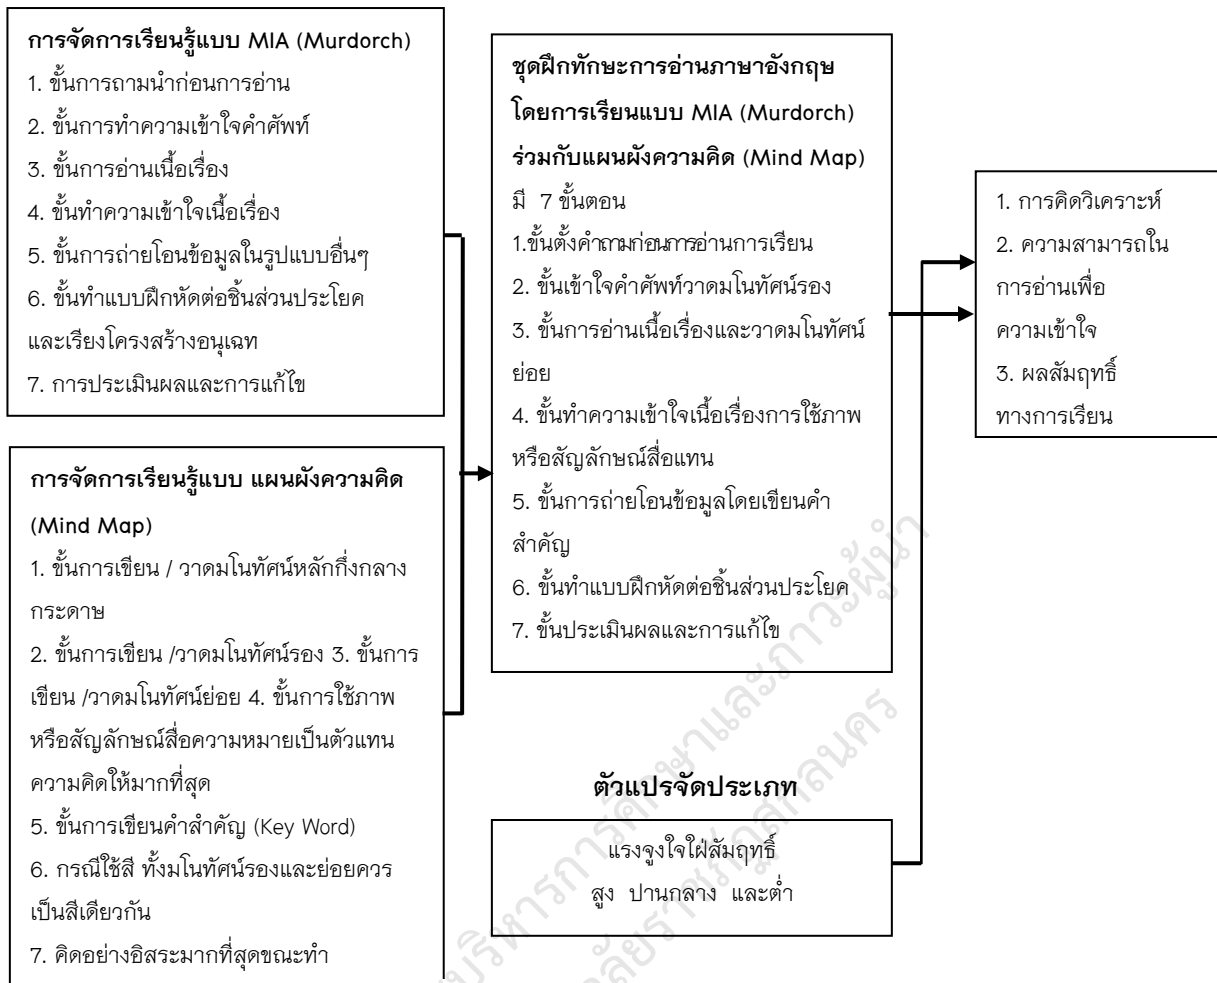 การจัดการเรียนรู้แบบ MIA (Murdorch)
1. ขั้นการถามนำก่อนการอ่าน
2. ขั้นการทำความเข้าใจคำศัพท์
3. ขั้นการอ่านเนื้อเรื่อง
4. ขั้นทำความเข้าใจเนื้อเรื่อง
5. ขั้นการถ่ายโอนข้อมูลในรูปแบบอื่นๆ
6. ขั้นทำแบบฝึกหัดต่อชิ้นส่วนประโยค
และเรียงโครงสร้างอนุเฉท
7. การประเมินผลและการแก้ไข
การจัดการเรียนรู้แบบ แผนผังความคิด
(Mind Map)
1. ขั้นการเขียน / วาดมโนทัศน์หลักกึ่งกลาง
กระดาษ
2. ขั้นการเขียน /วาดมโนทัศน์รอง 3. ขั้นการ
เขียน /วาดมโนทัศน์ย่อย 4. ขั้นการใช้ภาพ
หรือสัญลักษณ์สื่อความหมายเป็นตัวแทน
ความคิดให้มากที่สุด
5. ขั้นการเขียนคำสำคัญ (Key Word)
6. กรณีใช้สี ทั้งมโนทัศน์รองและย่อยควร
เป็นสีเดียวกัน
7. คิดอย่างอิสระมากที่สุดขณะทำ
ชุดฝึกทักษะการอ่านภาษาอังกฤษ
โดยการเรียนแบบ MIA (Murdorch)
ร่วมกับแผนผังความคิด (Mind Map)
มี 7 ขั้นตอน
1.ขั้นตั้งคำถามก่อนการอ่านการเรียน
2. ขั้นเข้าใจคำศัพท์วาดมโนทัศน์รอง
3. ขั้นการอ่านเนื้อเรื่องและวาดมโนทัศน์
ย่อย
4. ขั้นทำความเข้าใจเนื้อเรื่องการใช้ภาพ
หรือสัญลักษณ์สื่อแทน
5. ขั้นการถ่ายโอนข้อมูลโดยเขียนคำ
สำคัญ
6. ขั้นทำแบบฝึกหัดต่อชิ้นส่วนประโยค
7. ขั้นประเมินผลและการแก้ไข
ตัวแปรจัดประเภท
แรงจูงใจใฝ่สัมฤทธิ์
สูง ปานกลาง และต่ำ
1. การคิดวิเคราะห์
2. ความสามารถใน
การอ่านเพื่อ
ความเข้าใจ
3. ผลสัมฤทธิ์
ทางการเรียน
บริหารการศึกษาและภาวะผู้นำ
ลัยราชภัฏสกลนคร